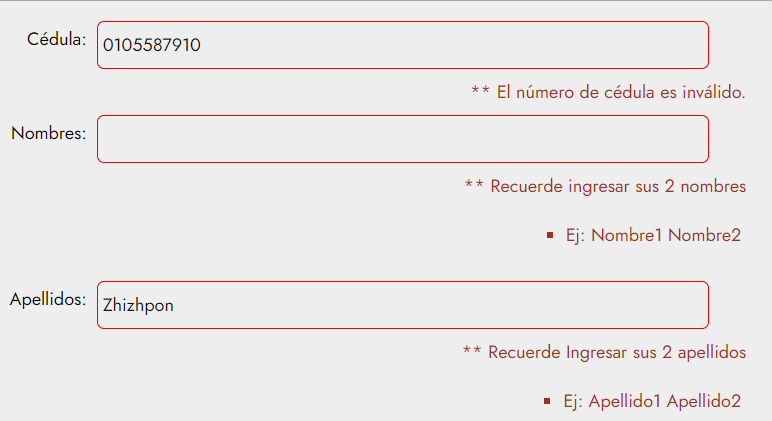 Cédula: 0105587910
** El número de cédula es inválido.
Nombres:
** Recuerde ingresar sus 2 nombres
▪ Ej: Nombre1 Nombre2
Apellidos: Zhizhpon
** Recuerde Ingresar sus 2 apellidos
▪ Ej: Apellido1 Apellido2